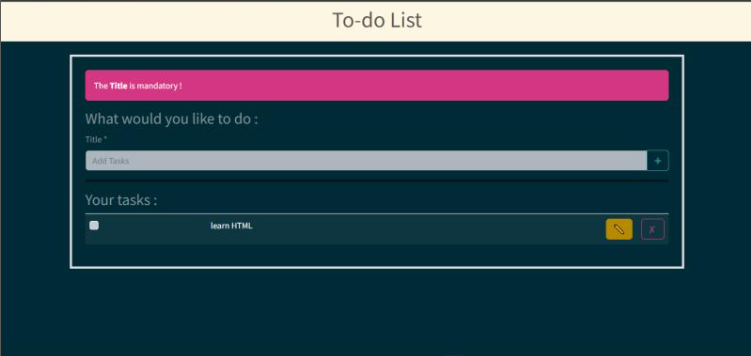 To-do List
The Title is mandatory !
What would you like to do :
Title *
Add Tasks
+
Your tasks :
learn HTML
X